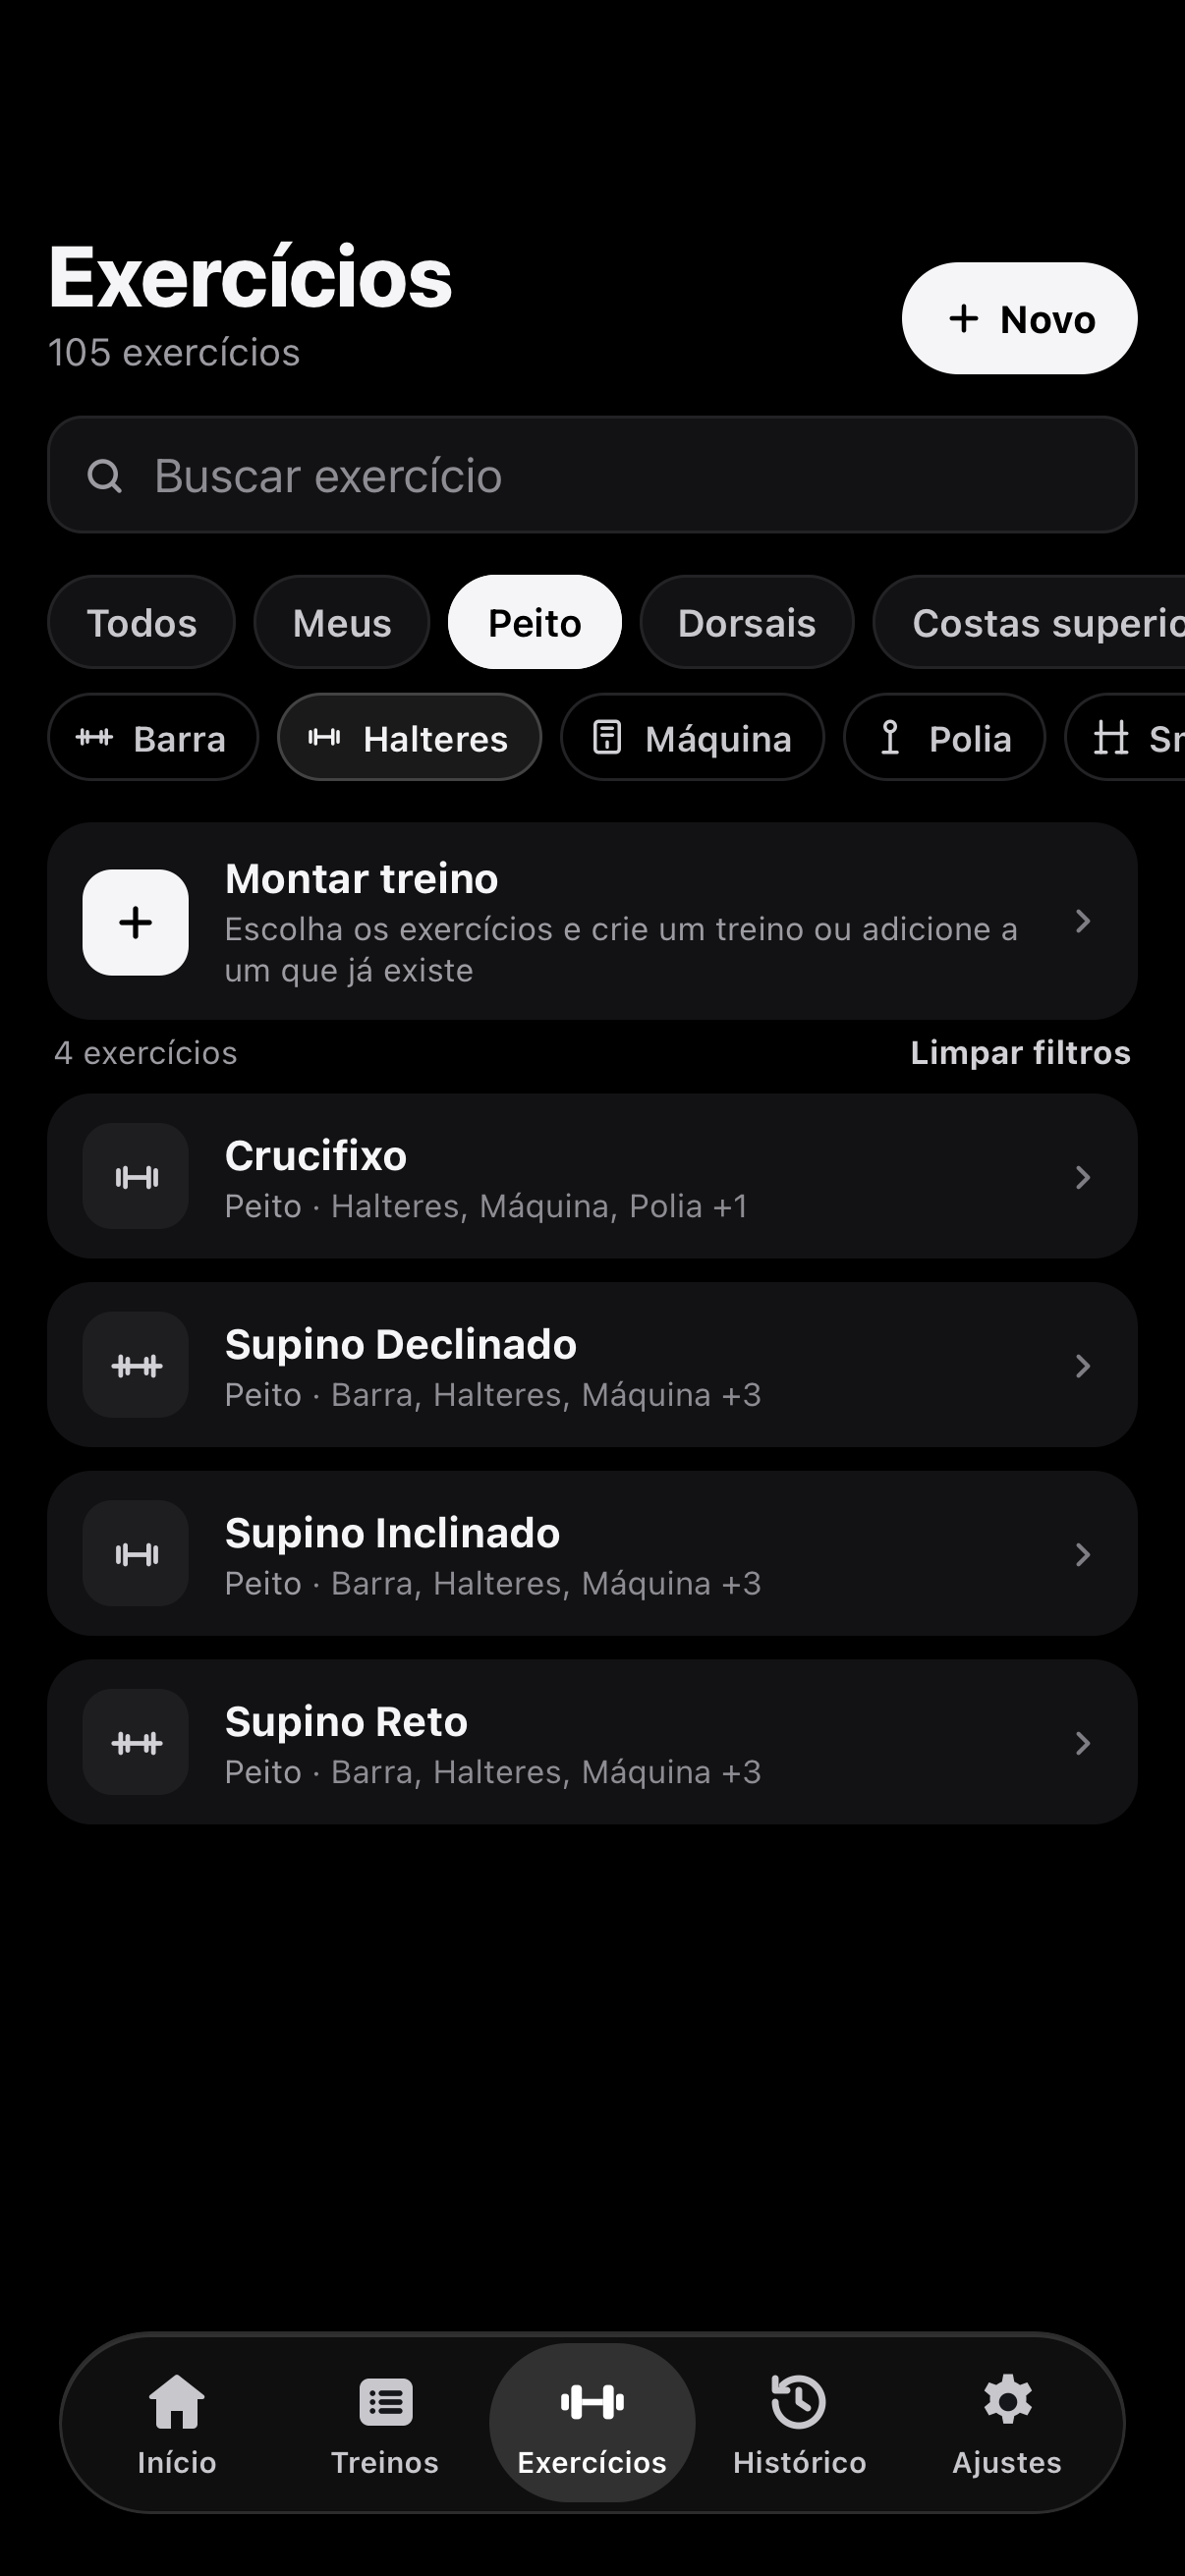 Exercícios
105 exercícios
+ Novo
Buscar exercício
Todos Meus Peito Dorsais Costas superio
Barra Halteres Máquina Polia Sr
Montar treino
Escolha os exercícios e crie um treino ou adicione a
um que já existe
4 exercícios Limpar filtros
Crucifixo
Peito · Halteres, Máquina, Polia +1
Supino Declinado
Peito · Barra, Halteres, Máquina +3
Supino Inclinado
Peito · Barra, Halteres, Máquina +3
Supino Reto
Peito · Barra, Halteres, Máquina +3
Início Treinos Exercícios Histórico Ajustes